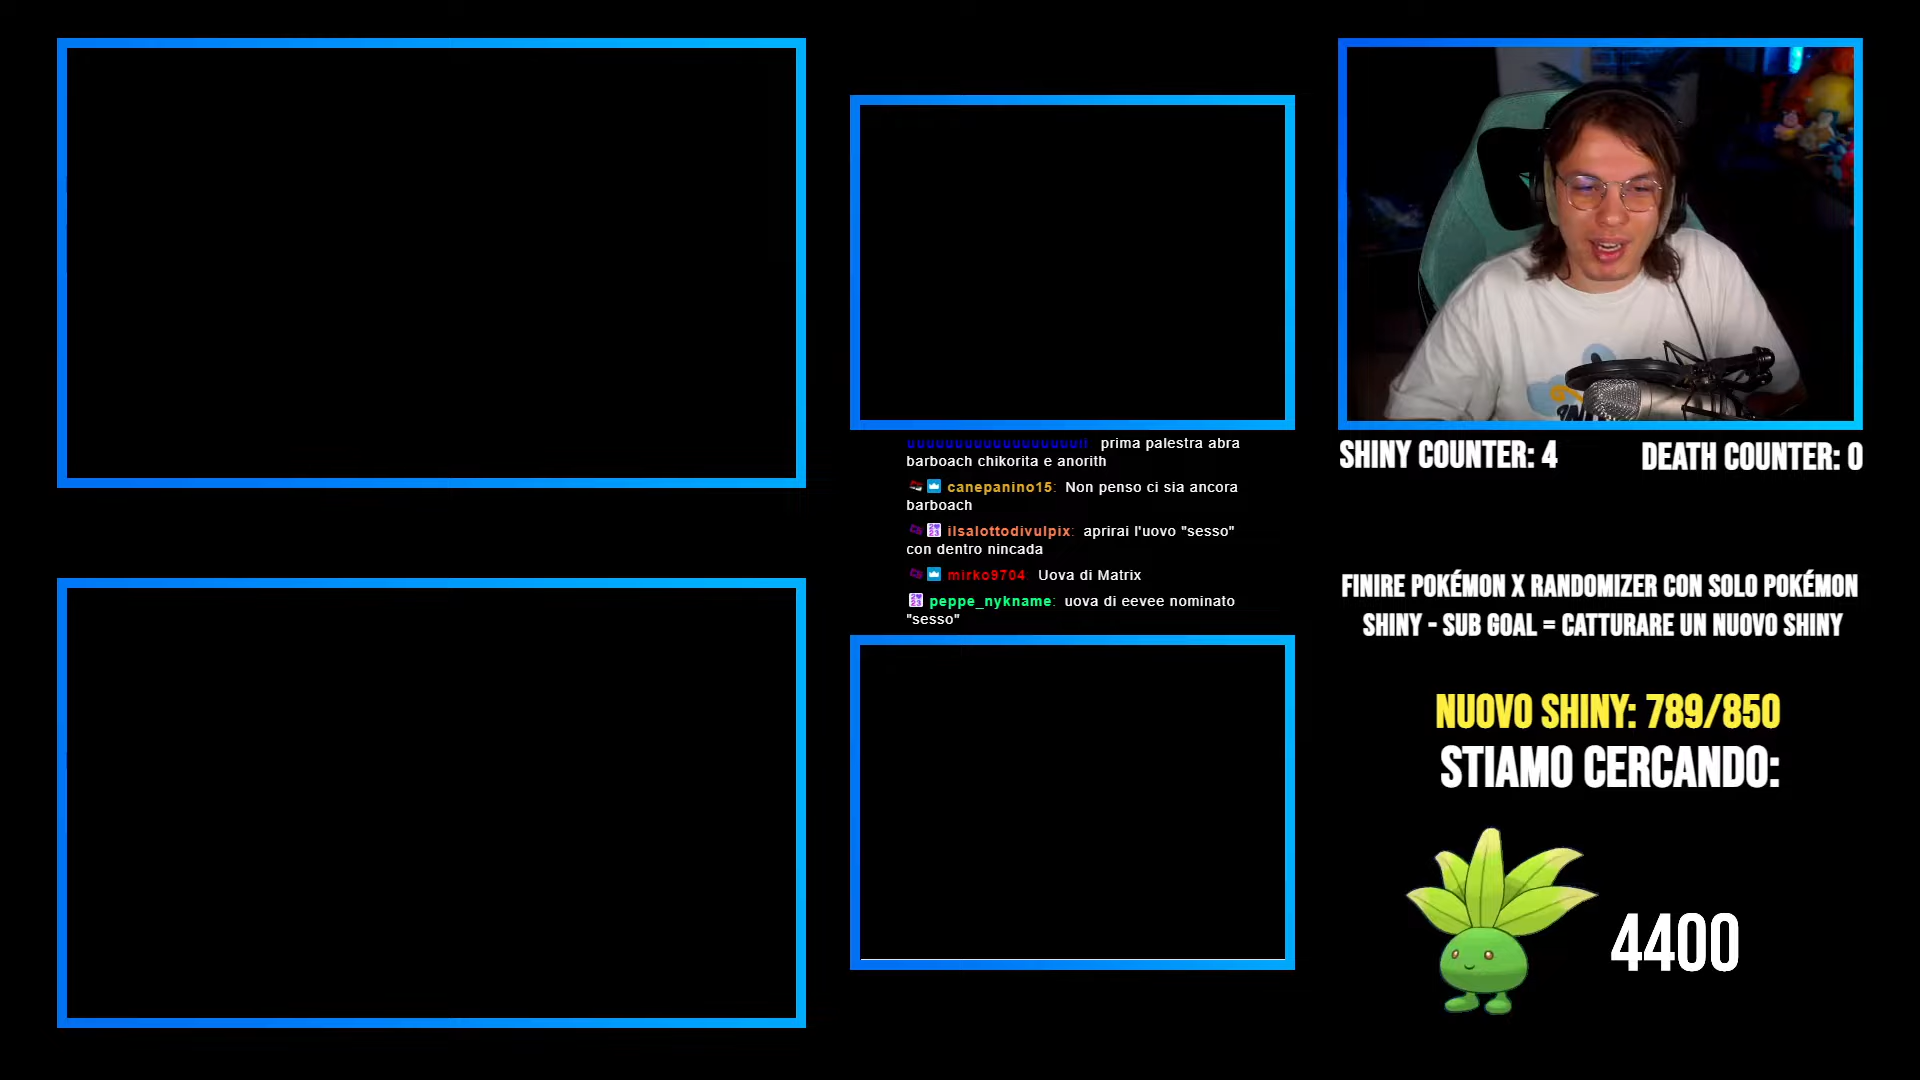 prima palestra abra
barboach chikorita e anorith
canepanino15: Non penso ci sia ancora
barboach
ilsalottodivulpix: aprirai l'uovo "sesso"
con dentro nincada
mirko9704: Uova di Matrix
peppe_nykname: uova di eevee nominato
"sesso"
SHINY COUNTER: 4
DEATH COUNTER: 0
FINIRE POKÉMON X RANDOMIZER CON SOLO POKÉMON
SHINY - SUB GOAL = CATTURARE UN NUOVO SHINY
NUOVO SHINY: 789/850
STIAMO CERCANDO:
4400